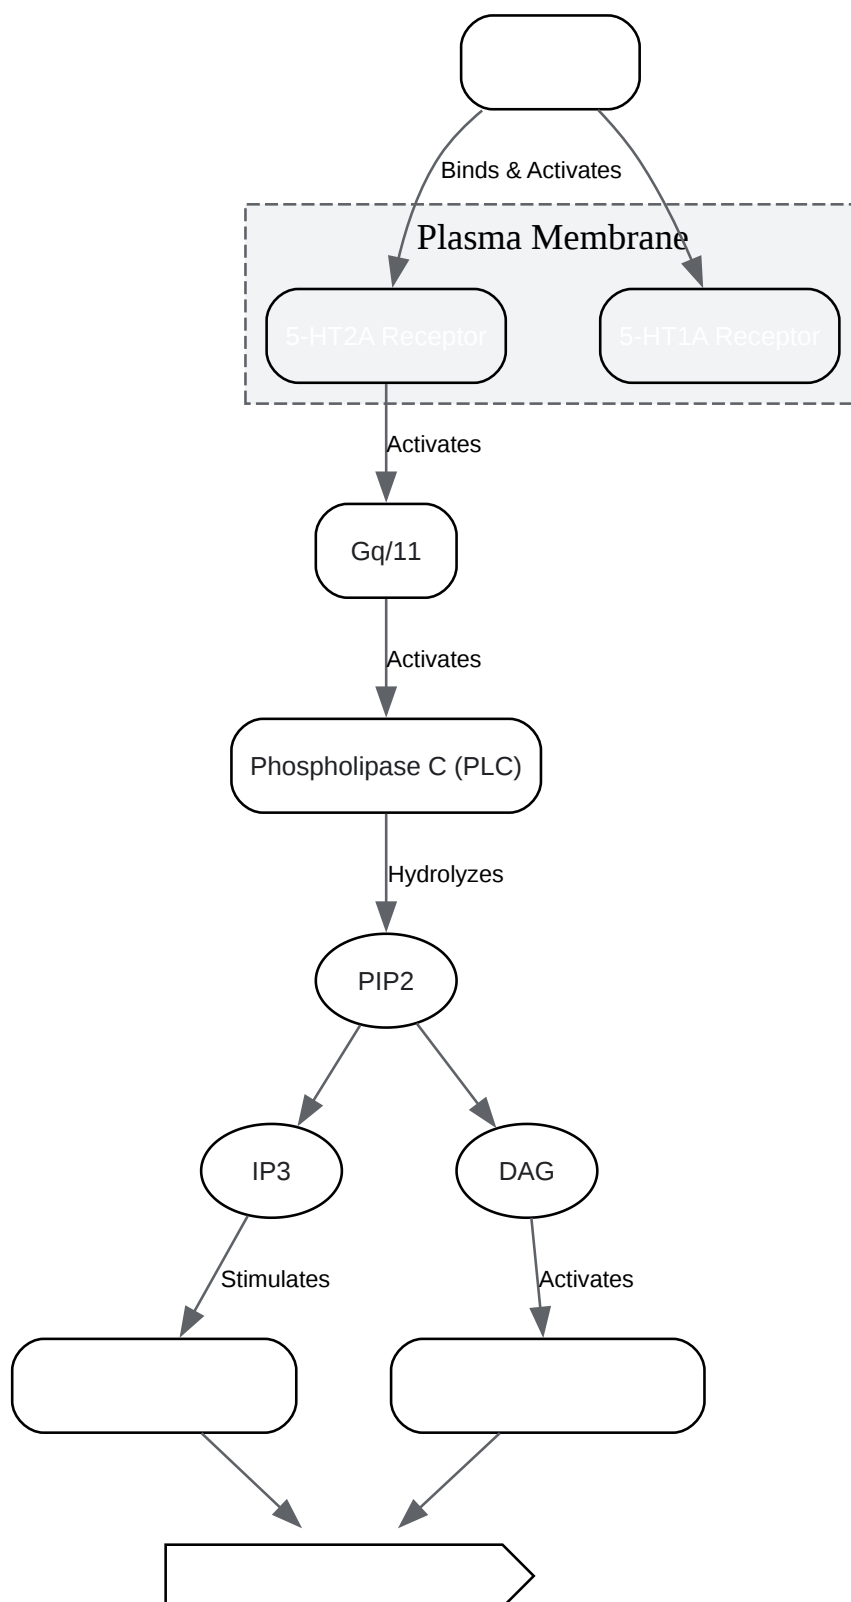 Binds & Activates
Plasma Membrane
5-HT2A Receptor
5-HT1A Receptor
Activates
Gq/11
Activates
Phospholipase C (PLC)
Hydrolyzes
PIP2
IP3
DAG
Stimulates
Activates